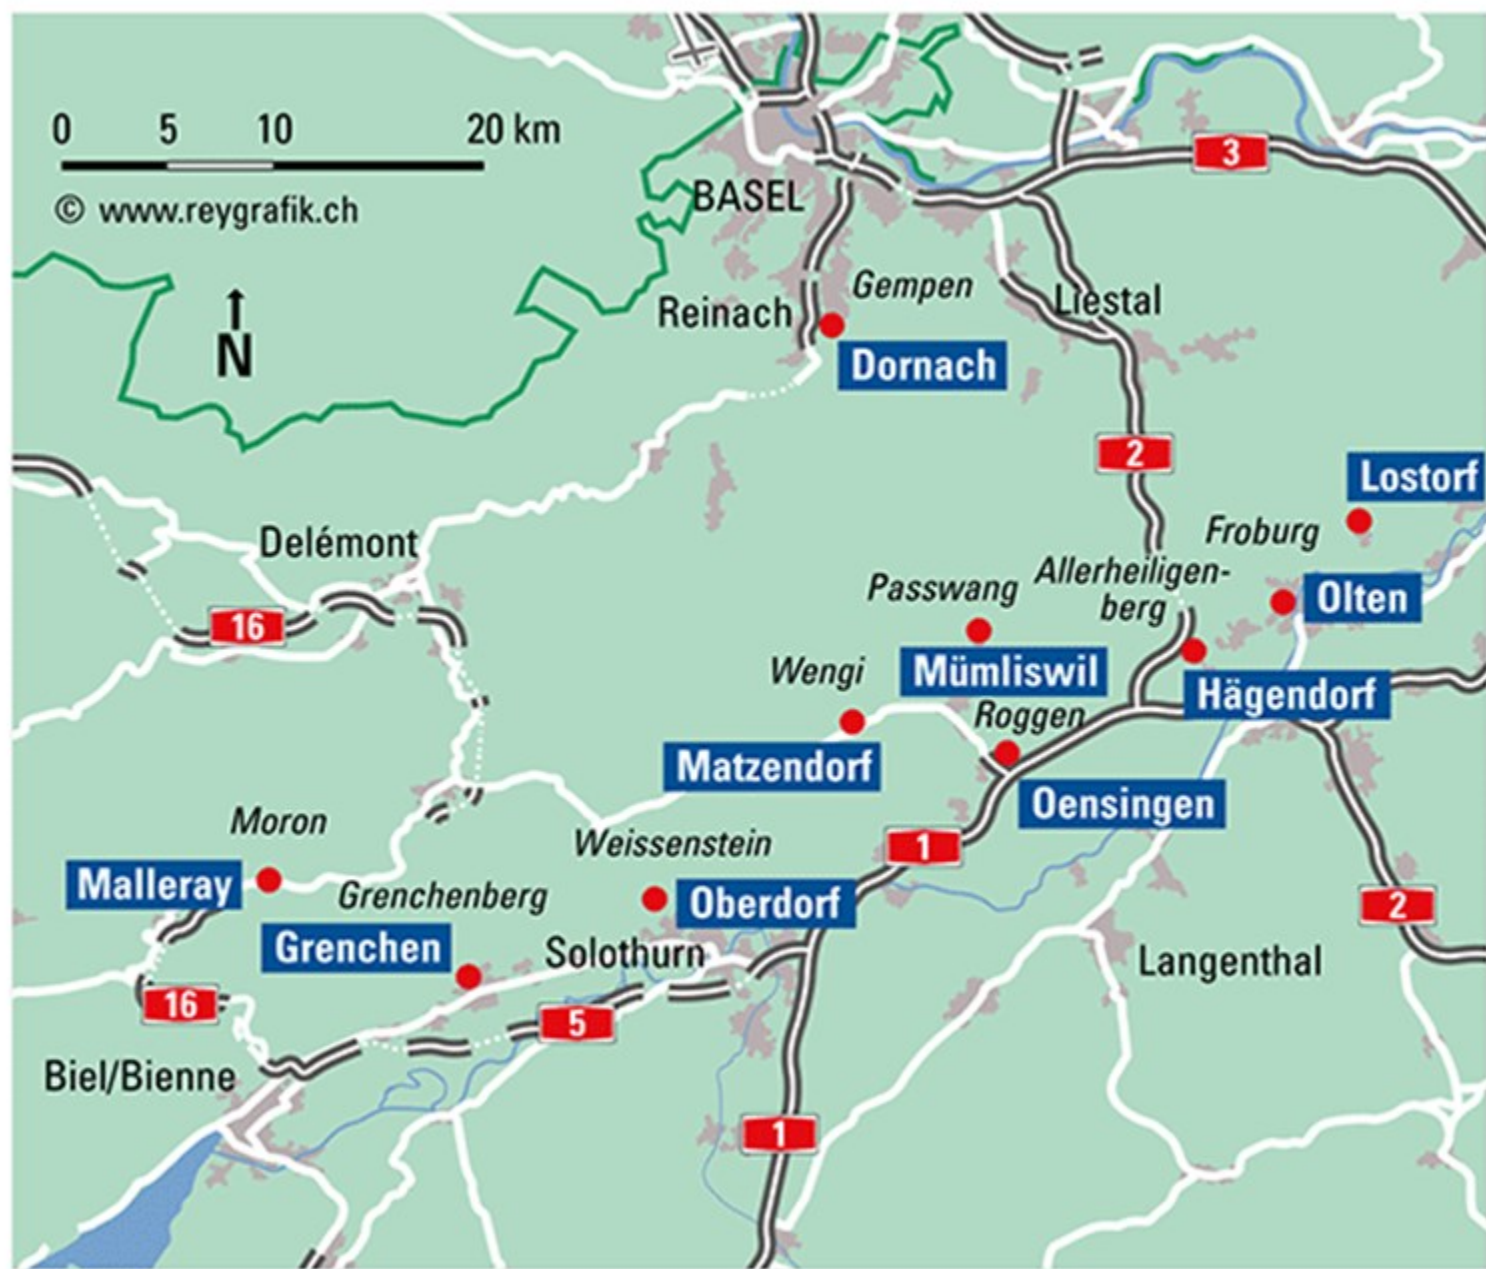 0 5 10 20 km
© www.reygrafik.ch
N
BASEL
3
Reinach
Gempen
Liestal
Dornach
2
Lostorf
Froburg
Delémont
Allerheiligen-
berg
Passwang
Olten
16
Mümliswil
Wengi
Hägendorf
Roggen
Matzendorf
Oensingen
Moron
Weissenstein
1
Malleray
Grenchenberg
Oberdorf
2
Grenchen
Solothurn
Langenthal
16
5
Biel/Bienne
1